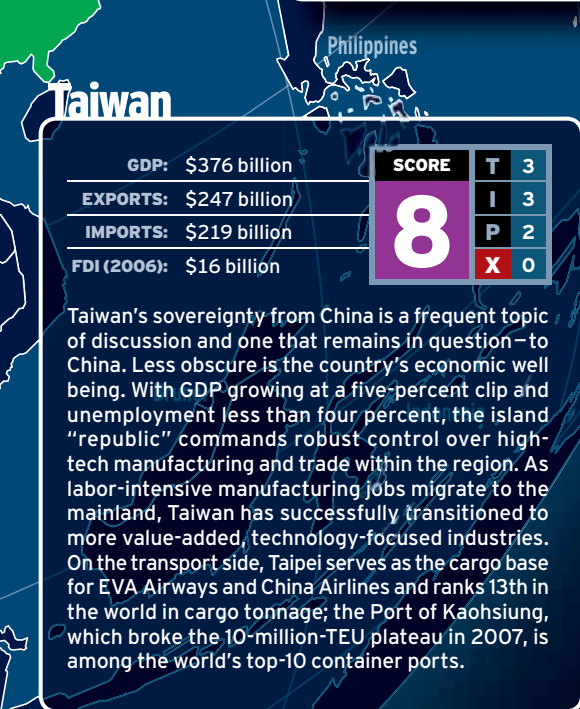 Philippines
Taiwan
GDP: $376 billion
EXPORTS: $247 billion
IMPORTS: $219 billion
FDI (2006): $16 billion
SCORE
8
T 3
I 3
P 2
X 0
Taiwan's sovereignty from China is a frequent topic
of discussion and one that remains in question—to
China. Less obscure is the country's economic well
being. With GDP growing at a five-percent clip and
unemployment less than four percent, the island
“republic” commands robust control over high-
tech manufacturing and trade within the region. As
labor-intensive manufacturing jobs migrate to the
mainland, Taiwan has successfully transitioned to
more value-added, technology-focused industries.
On the transport side, Taipei serves as the cargo base
for EVA Airways and China Airlines and ranks 13th in
the world in cargo tonnage; the Port of Kaohsiung,
which broke the 10-million-TEU plateau in 2007, is
among the world's top-10 container ports.